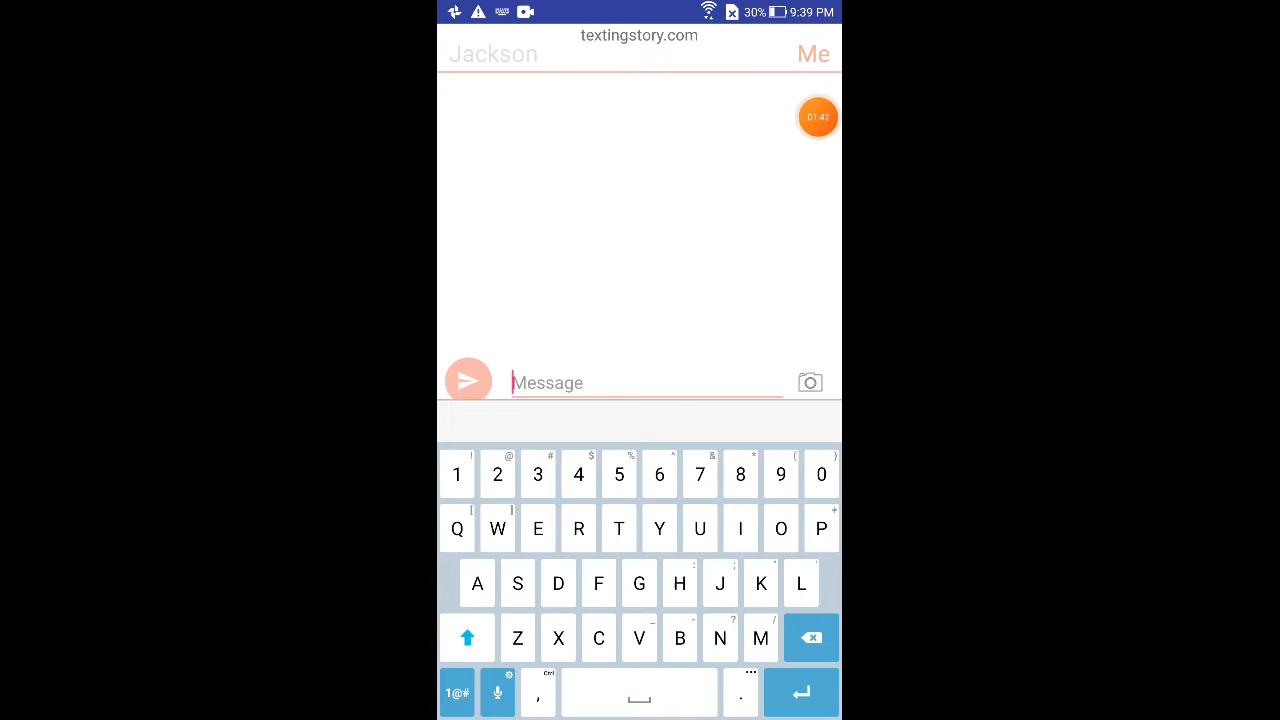 30% 9:39 PM
textingstory.com
Jackson Me
01:42
Message
! @ # $ % ^ & * ( )
1 2 3 4 5 6 7 8 9 0
[ ] +
Q W E R T Y U I O P
: ; " '
A S D F G H J K L
_ - ? /
Z X C V B N M
Ctrl ...
1@# , .